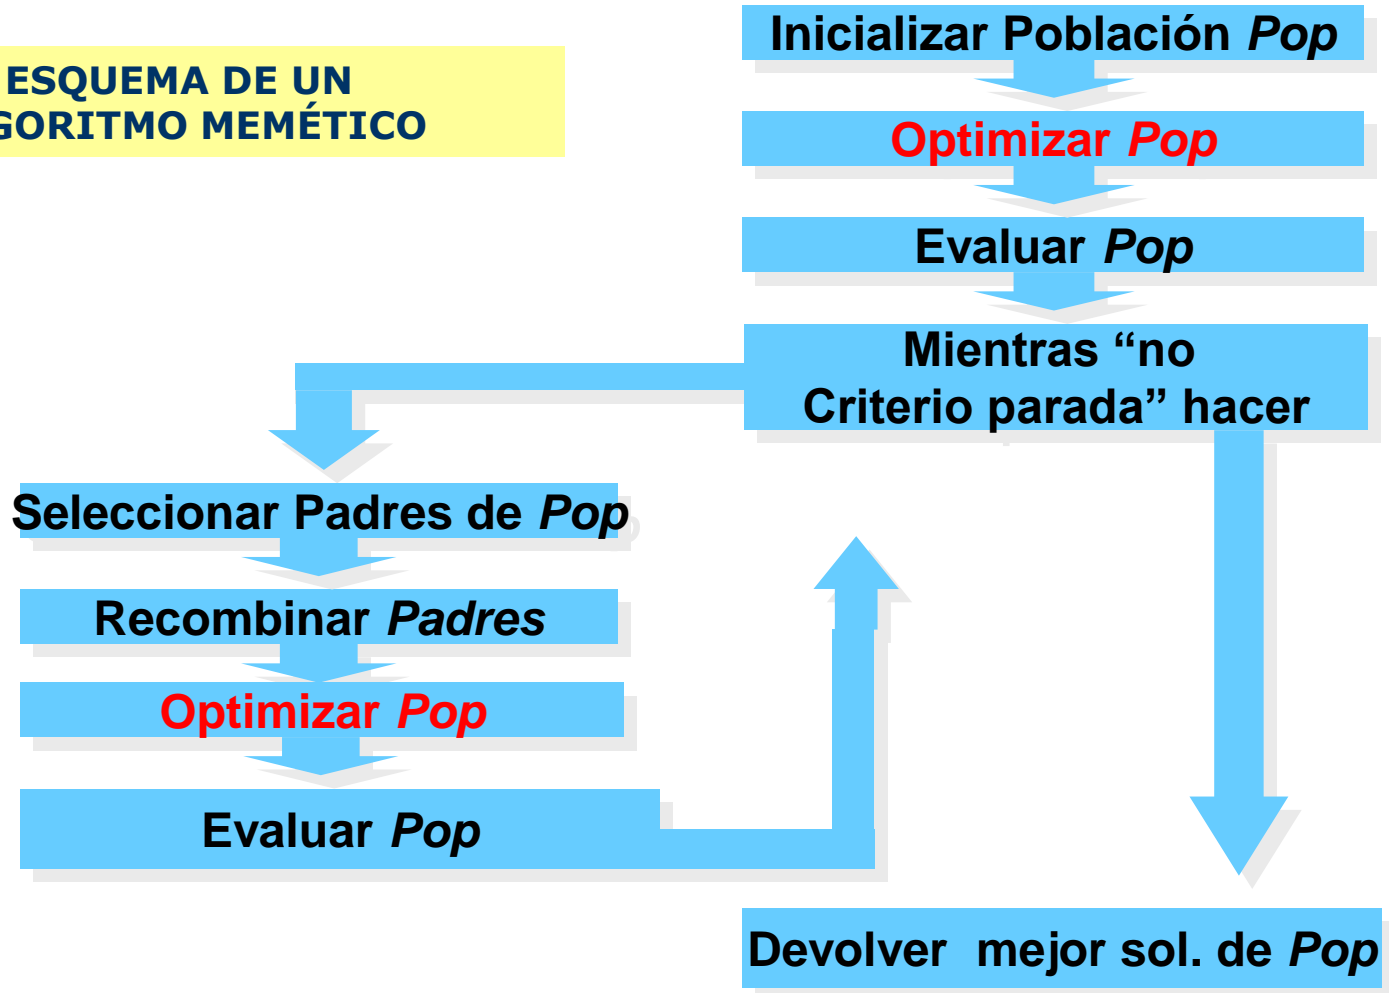 ESQUEMA DE UN
GORITMO MEMÉTICO
Inicializar Población Pop
Optimizar Pop
Evaluar Pop
Mientras “no
Criterio parada” hacer
Seleccionar Padres de Pop
Recombinar Padres
Optimizar Pop
Evaluar Pop
Devolver mejor sol. de Pop